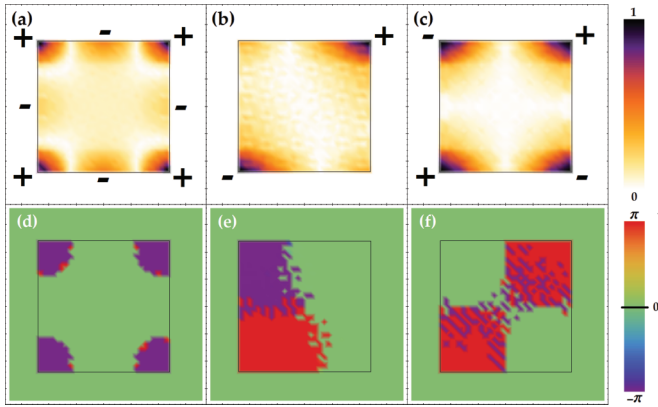 (a) (b) (c) 1
+ - + + - +
- -
+ - + - + -
0
(d) (e) (f) π
0
-π